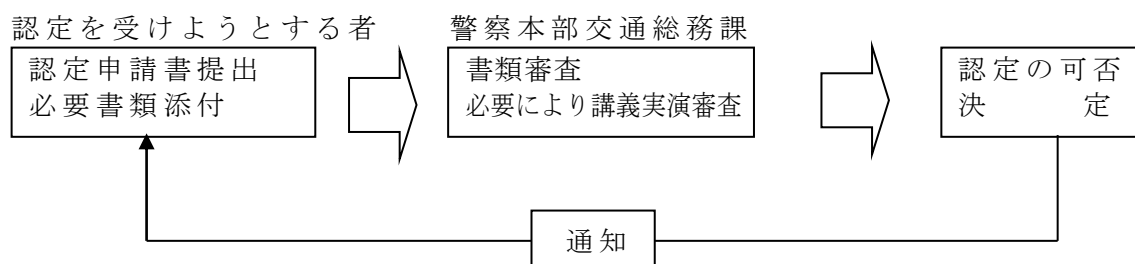 認定を受けようとする者
認定申請書提出
必要書類添付
警察本部交通総務課
書類審査
必要により講義実演審査
認定の可否
決定
通知